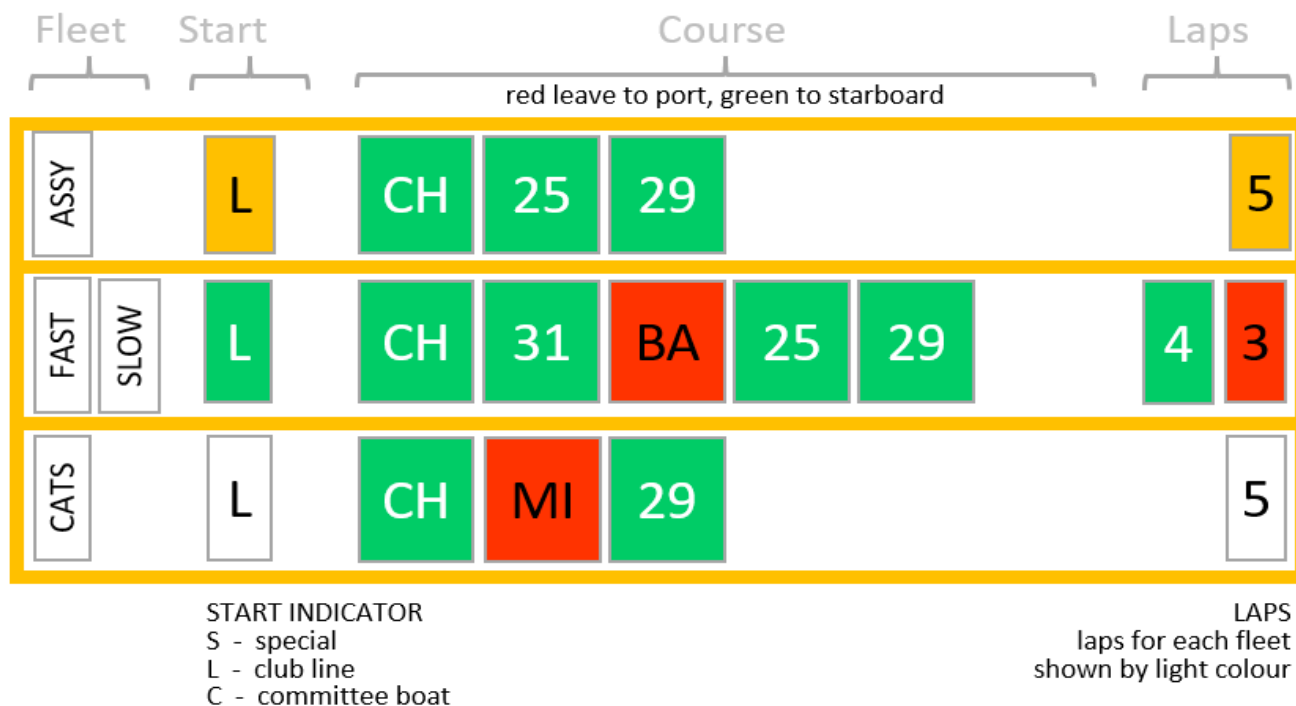 Fleet Start Course Laps
red leave to port, green to starboard
ASSY L CH 25 29 5
FAST SLOW L CH 31 BA 25 29 4 3
CATS L CH MI 29 5
START INDICATOR
S - special
L - club line
C - committee boat
LAPS
laps for each fleet
shown by light colour